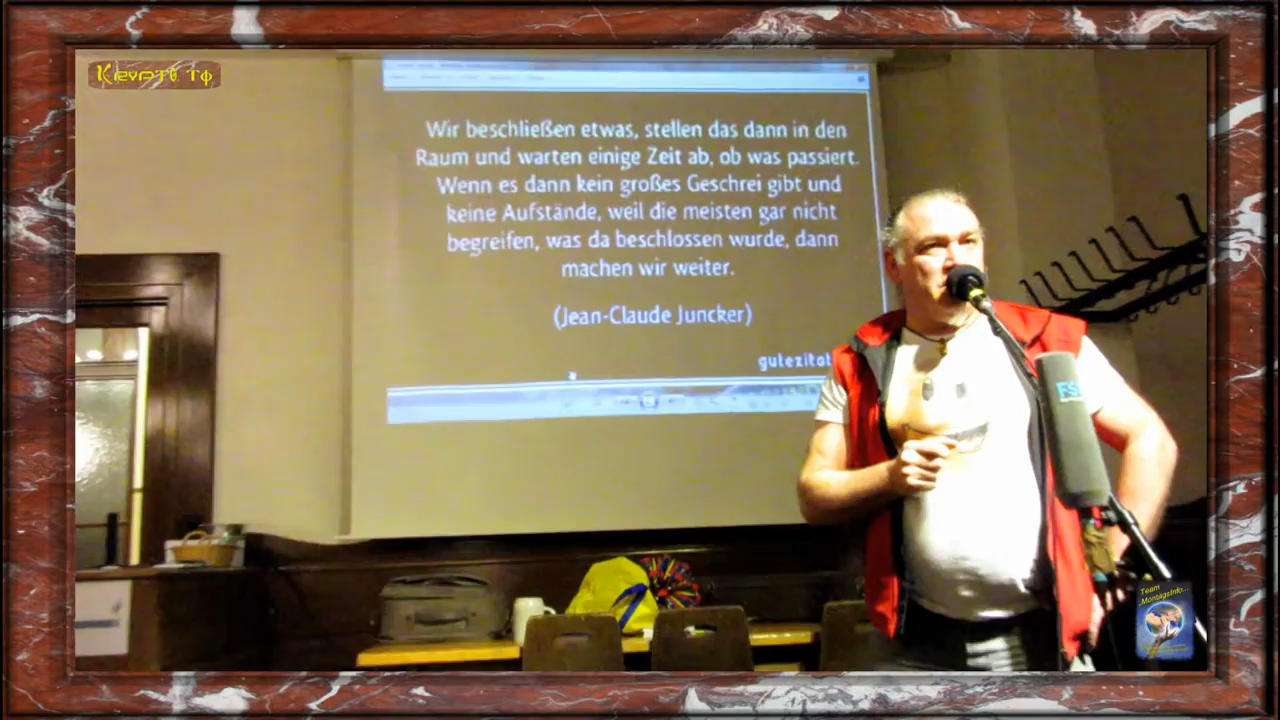 Wir beschließen etwas, stellen das dann in den
Raum und warten einige Zeit ab, ob was passiert.
Wenn es dann kein großes Geschrei gibt und
keine Aufstände, weil die meisten gar nicht
begreifen, was da beschlossen wurde, dann
machen wir weiter.
(Jean-Claude Juncker)
gutezitat
Team
MontagsInfo...